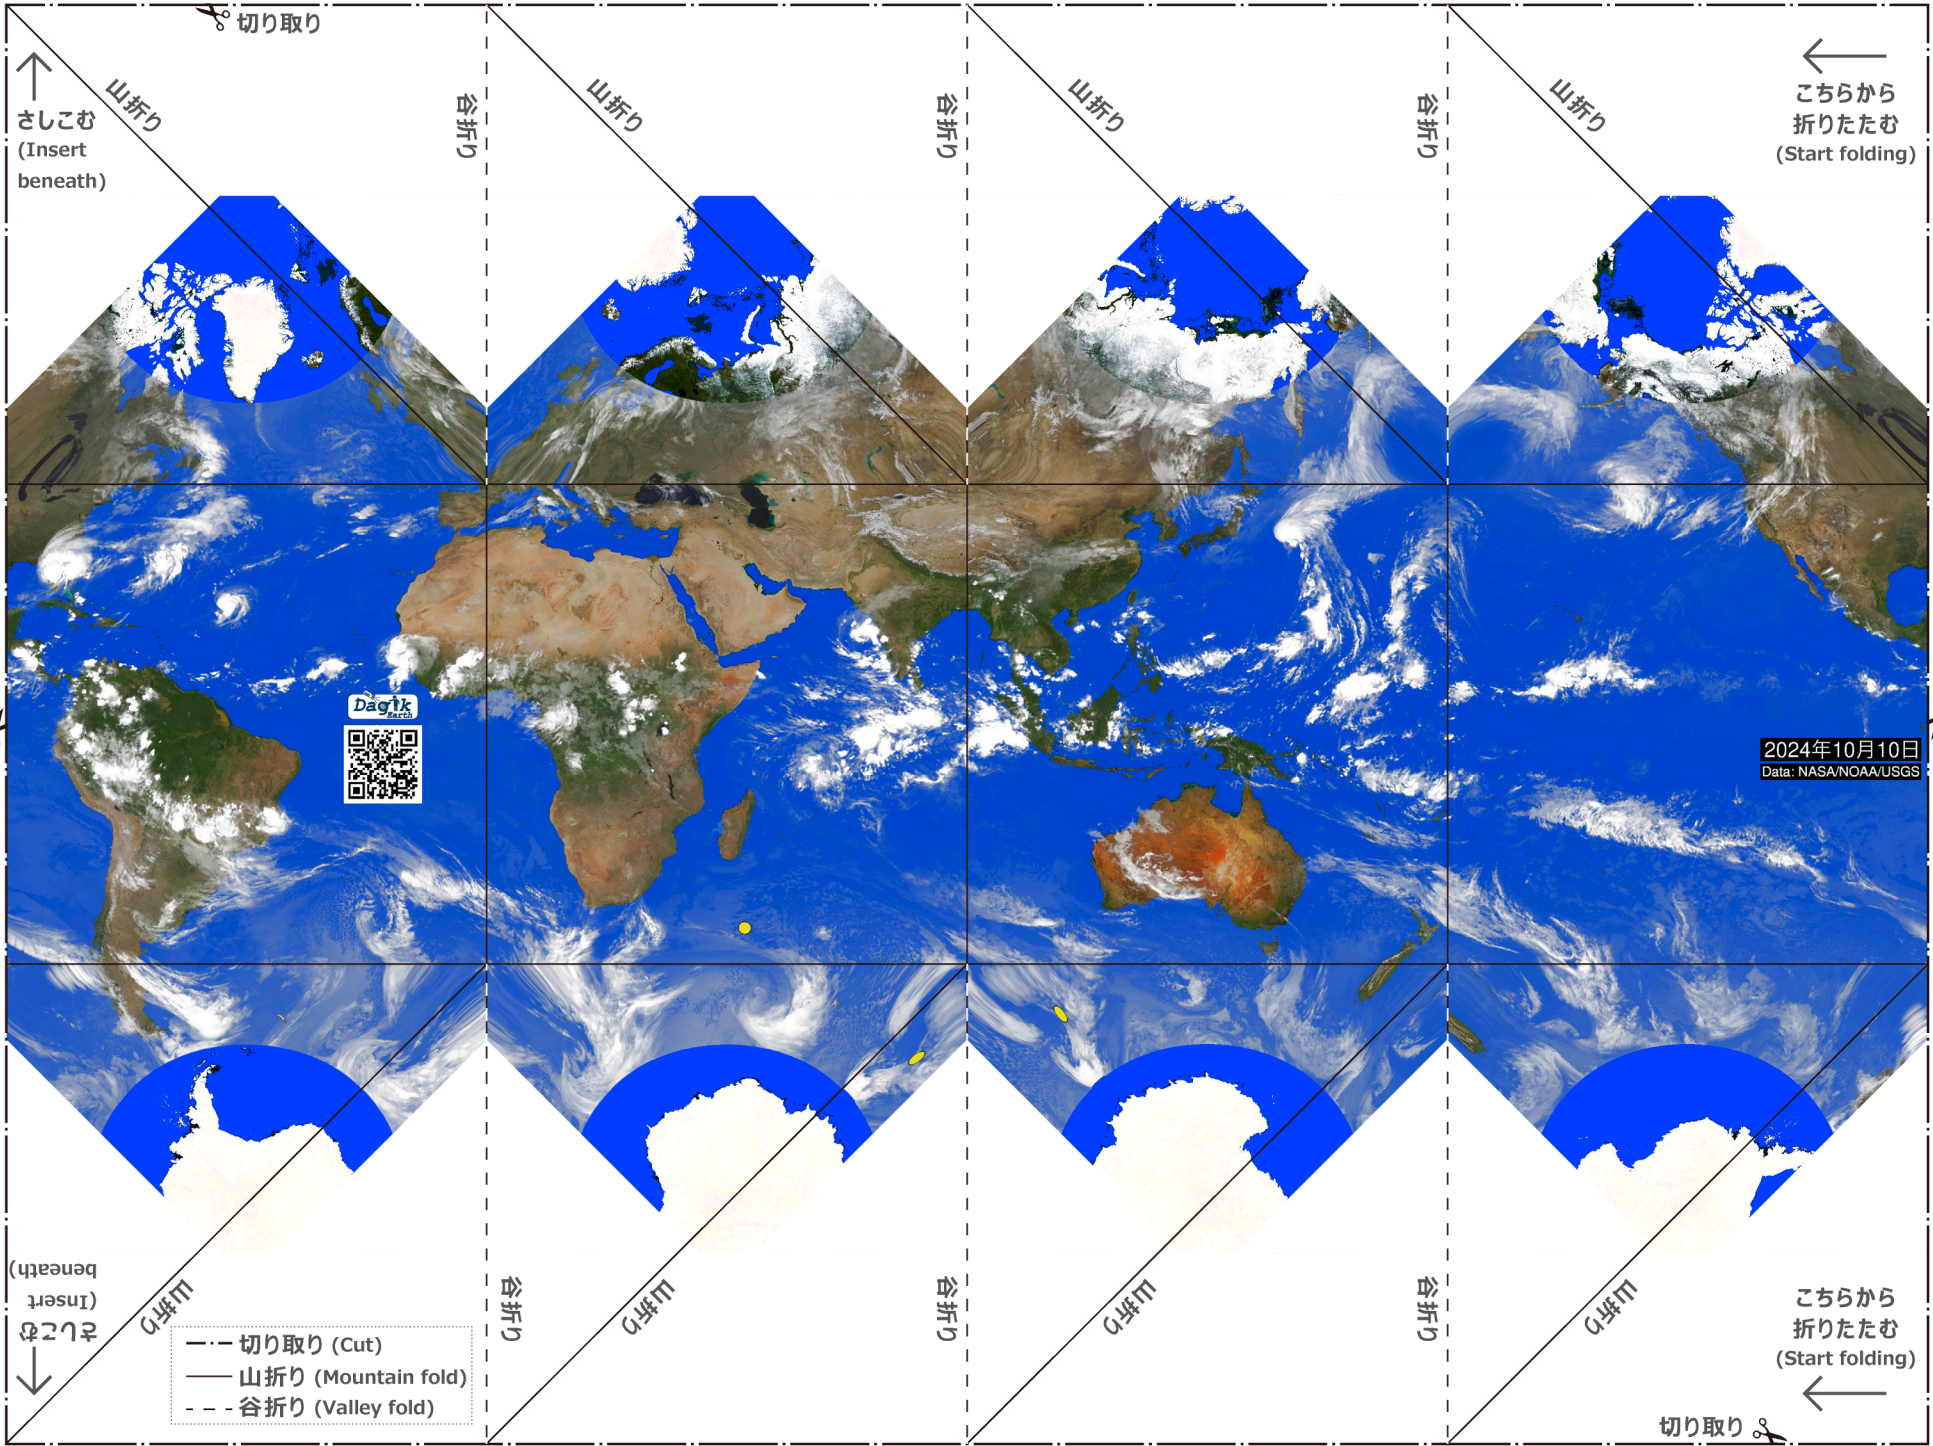 切り取り
さしこむ
(Insert
beneath)
山折り
谷折り
山折り
谷折り
山折り
谷折り
山折り
こちらから
折りたたむ
(Start folding)
Dagik
Earth
2024年10月10日
Data: NASA/NOAA/USGS
さしこむ
(Insert
beneath)
山折り
谷折り
山折り
谷折り
山折り
谷折り
山折り
こちらから
折りたたむ
(Start folding)
切り取り (Cut)
山折り (Mountain fold)
谷折り (Valley fold)
切り取り